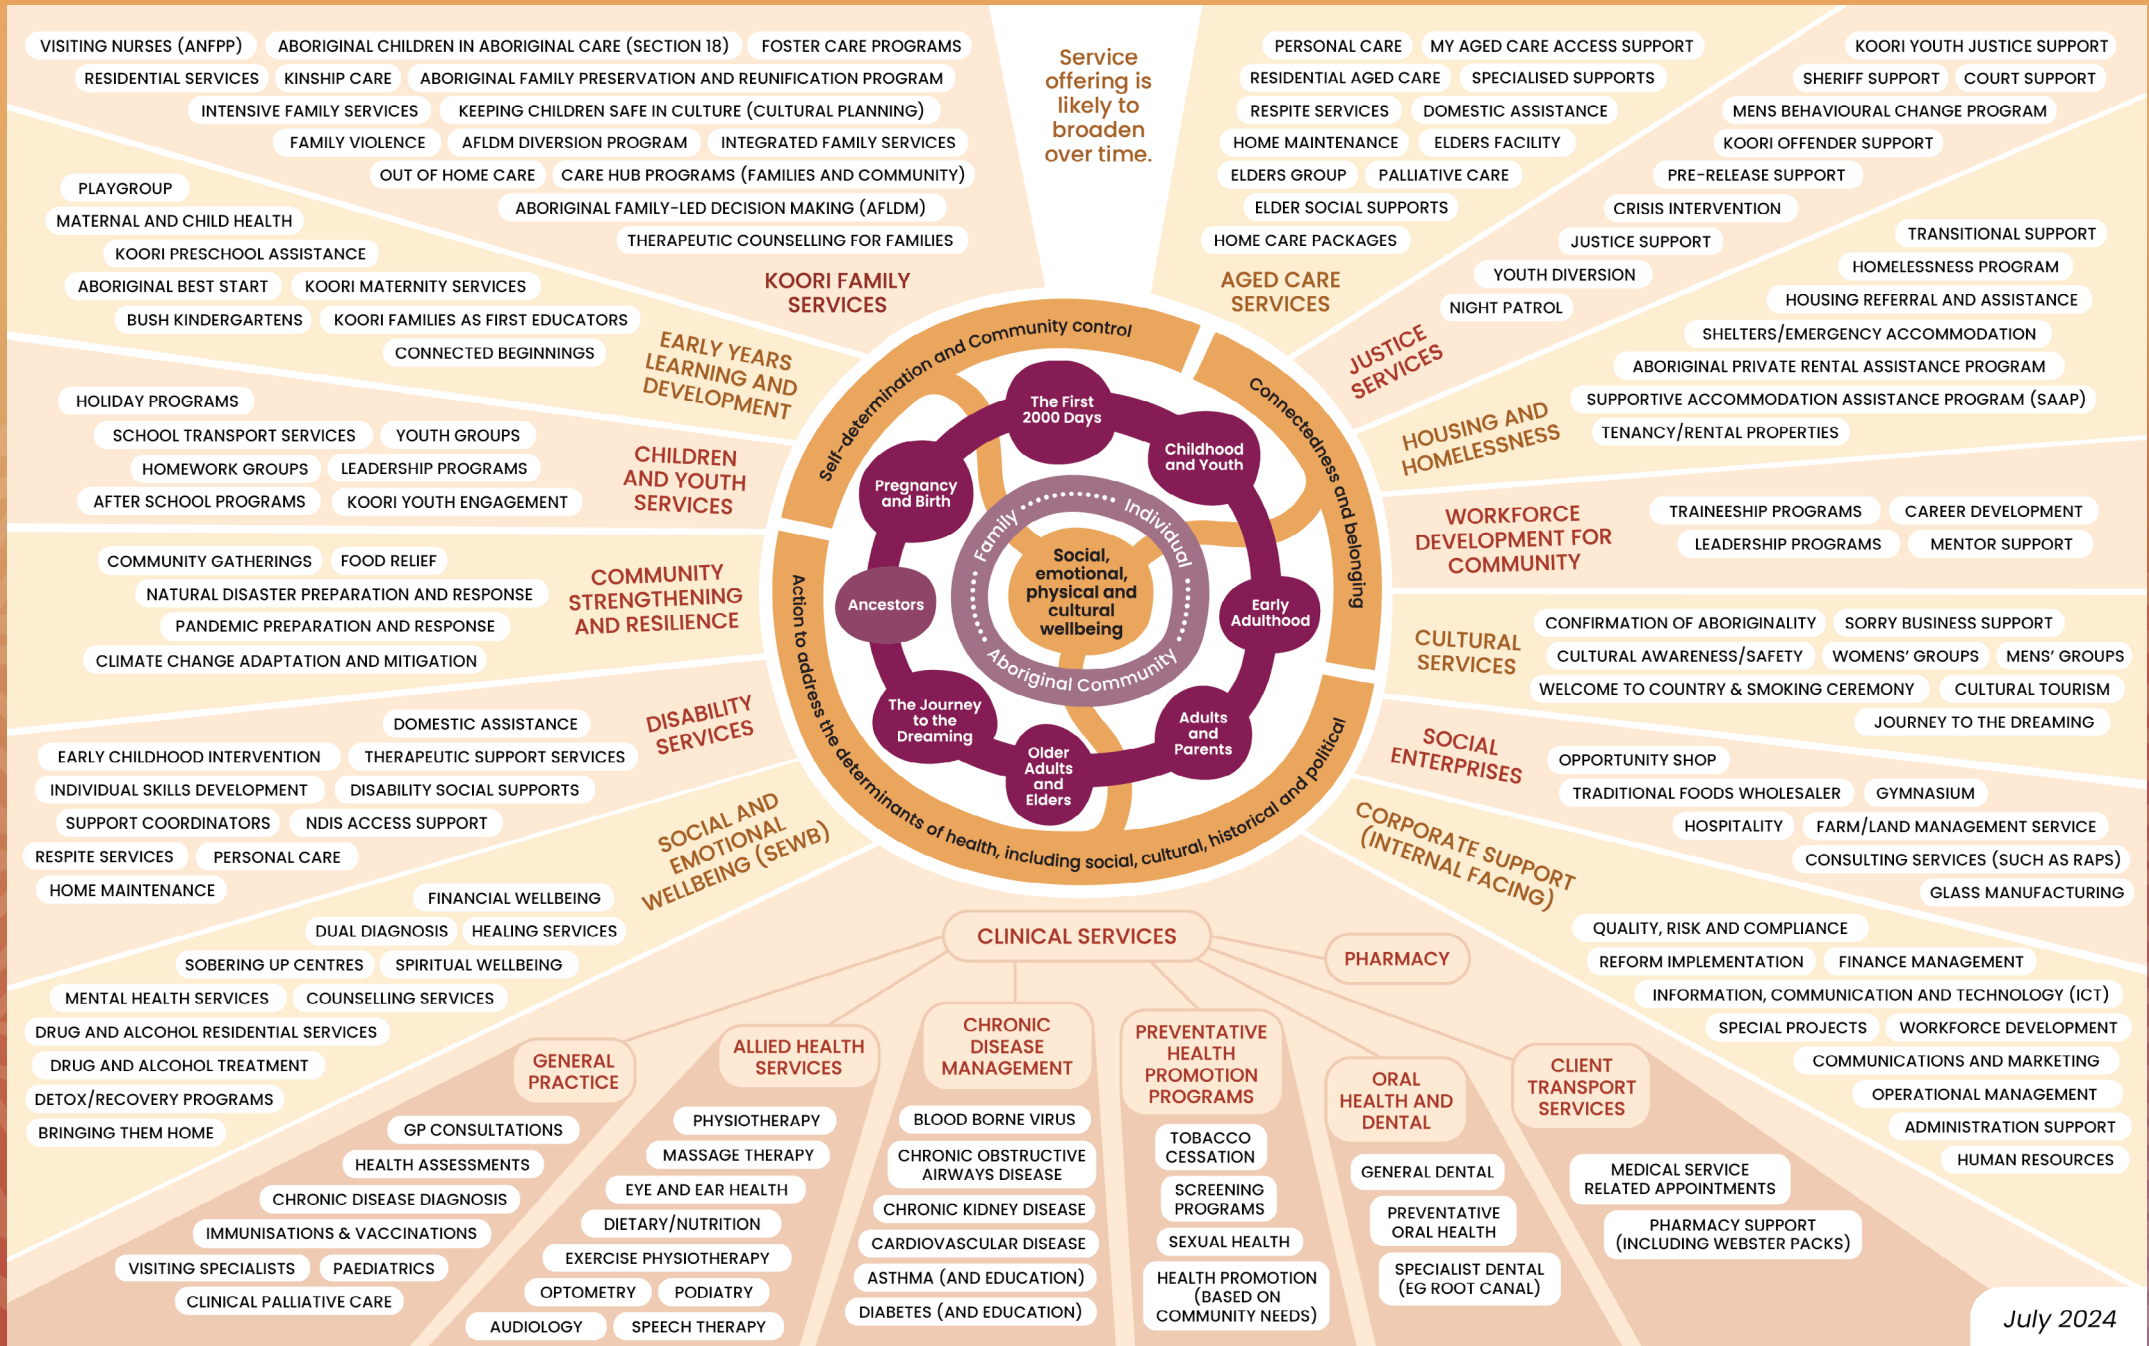 VISITING NURSES (ANFPP)
ABORIGINAL CHILDREN IN ABORIGINAL CARE (SECTION 18)
FOSTER CARE PROGRAMS
RESIDENTIAL SERVICES
KINSHIP CARE
ABORIGINAL FAMILY PRESERVATION AND REUNIFICATION PROGRAM
INTENSIVE FAMILY SERVICES
KEEPING CHILDREN SAFE IN CULTURE (CULTURAL PLANNING)
FAMILY VIOLENCE
AFLDM DIVERSION PROGRAM
INTEGRATED FAMILY SERVICES
OUT OF HOME CARE
CARE HUB PROGRAMS (FAMILIES AND COMMUNITY)
ABORIGINAL FAMILY-LED DECISION MAKING (AFLDM)
THERAPEUTIC COUNSELLING FOR FAMILIES
KOORI FAMILY
SERVICES
Service
offering is
likely to
broaden
over time.
PERSONAL CARE
MY AGED CARE ACCESS SUPPORT
RESIDENTIAL AGED CARE
SPECIALISED SUPPORTS
RESPITE SERVICES
DOMESTIC ASSISTANCE
HOME MAINTENANCE
ELDERS FACILITY
ELDERS GROUP
PALLIATIVE CARE
ELDER SOCIAL SUPPORTS
HOME CARE PACKAGES
AGED CARE
SERVICES
KOORI YOUTH JUSTICE SUPPORT
SHERIFF SUPPORT
COURT SUPPORT
MENS BEHAVIOURAL CHANGE PROGRAM
KOORI OFFENDER SUPPORT
PRE-RELEASE SUPPORT
CRISIS INTERVENTION
JUSTICE SUPPORT
YOUTH DIVERSION
NIGHT PATROL
JUSTICE
SERVICES
PLAYGROUP
MATERNAL AND CHILD HEALTH
KOORI PRESCHOOL ASSISTANCE
ABORIGINAL BEST START
KOORI MATERNITY SERVICES
BUSH KINDERGARTENS
KOORI FAMILIES AS FIRST EDUCATORS
CONNECTED BEGINNINGS
EARLY YEARS
LEARNING AND
DEVELOPMENT
TRANSITIONAL SUPPORT
HOMELESSNESS PROGRAM
HOUSING REFERRAL AND ASSISTANCE
SHELTERS/EMERGENCY ACCOMMODATION
ABORIGINAL PRIVATE RENTAL ASSISTANCE PROGRAM
SUPPORTIVE ACCOMMODATION ASSISTANCE PROGRAM (SAAP)
TENANCY/RENTAL PROPERTIES
HOUSING AND
HOMELESSNESS
HOLIDAY PROGRAMS
SCHOOL TRANSPORT SERVICES
YOUTH GROUPS
HOMEWORK GROUPS
LEADERSHIP PROGRAMS
AFTER SCHOOL PROGRAMS
KOORI YOUTH ENGAGEMENT
CHILDREN
AND YOUTH
SERVICES
WORKFORCE
DEVELOPMENT FOR
COMMUNITY
TRAINEESHIP PROGRAMS
CAREER DEVELOPMENT
LEADERSHIP PROGRAMS
MENTOR SUPPORT
COMMUNITY GATHERINGS
FOOD RELIEF
NATURAL DISASTER PREPARATION AND RESPONSE
PANDEMIC PREPARATION AND RESPONSE
CLIMATE CHANGE ADAPTATION AND MITIGATION
COMMUNITY
STRENGTHENING
AND RESILIENCE
CULTURAL
SERVICES
CONFIRMATION OF ABORIGINALITY
SORRY BUSINESS SUPPORT
CULTURAL AWARENESS/SAFETY
WOMENS' GROUPS
MENS' GROUPS
WELCOME TO COUNTRY & SMOKING CEREMONY
CULTURAL TOURISM
JOURNEY TO THE DREAMING
Self-determination and Community control
Connectedness and belonging
Action to address the determinants of health, including social, cultural, historical and political
The First
2000 Days
Childhood
and Youth
Pregnancy
and Birth
Ancestors
Early
Adulthood
The Journey
to the
Dreaming
Older
Adults
and
Elders
Adults
and
Parents
Family
Individual
Aboriginal Community
Social,
emotional,
physical and
cultural
wellbeing
DISABILITY
SERVICES
DOMESTIC ASSISTANCE
EARLY CHILDHOOD INTERVENTION
THERAPEUTIC SUPPORT SERVICES
INDIVIDUAL SKILLS DEVELOPMENT
DISABILITY SOCIAL SUPPORTS
SUPPORT COORDINATORS
NDIS ACCESS SUPPORT
RESPITE SERVICES
PERSONAL CARE
HOME MAINTENANCE
SOCIAL
ENTERPRISES
OPPORTUNITY SHOP
TRADITIONAL FOODS WHOLESALER
GYMNASIUM
HOSPITALITY
FARM/LAND MANAGEMENT SERVICE
CONSULTING SERVICES (SUCH AS RAPS)
GLASS MANUFACTURING
SOCIAL AND
EMOTIONAL
WELLBEING (SEWB)
FINANCIAL WELLBEING
DUAL DIAGNOSIS
HEALING SERVICES
SOBERING UP CENTRES
SPIRITUAL WELLBEING
MENTAL HEALTH SERVICES
COUNSELLING SERVICES
DRUG AND ALCOHOL RESIDENTIAL SERVICES
DRUG AND ALCOHOL TREATMENT
DETOX/RECOVERY PROGRAMS
BRINGING THEM HOME
CORPORATE SUPPORT
(INTERNAL FACING)
QUALITY, RISK AND COMPLIANCE
REFORM IMPLEMENTATION
FINANCE MANAGEMENT
INFORMATION, COMMUNICATION AND TECHNOLOGY (ICT)
SPECIAL PROJECTS
WORKFORCE DEVELOPMENT
COMMUNICATIONS AND MARKETING
OPERATIONAL MANAGEMENT
ADMINISTRATION SUPPORT
HUMAN RESOURCES
CLINICAL SERVICES
PHARMACY
GENERAL
PRACTICE
GP CONSULTATIONS
HEALTH ASSESSMENTS
CHRONIC DISEASE DIAGNOSIS
IMMUNISATIONS & VACCINATIONS
VISITING SPECIALISTS
PAEDIATRICS
CLINICAL PALLIATIVE CARE
ALLIED HEALTH
SERVICES
PHYSIOTHERAPY
MASSAGE THERAPY
EYE AND EAR HEALTH
DIETARY/NUTRITION
EXERCISE PHYSIOTHERAPY
OPTOMETRY
PODIATRY
AUDIOLOGY
SPEECH THERAPY
CHRONIC
DISEASE
MANAGEMENT
BLOOD BORNE VIRUS
CHRONIC OBSTRUCTIVE
AIRWAYS DISEASE
CHRONIC KIDNEY DISEASE
CARDIOVASCULAR DISEASE
ASTHMA (AND EDUCATION)
DIABETES (AND EDUCATION)
PREVENTATIVE
HEALTH
PROMOTION
PROGRAMS
TOBACCO
CESSATION
SCREENING
PROGRAMS
SEXUAL HEALTH
HEALTH PROMOTION
(BASED ON
COMMUNITY NEEDS)
ORAL
HEALTH AND
DENTAL
GENERAL DENTAL
PREVENTATIVE
ORAL HEALTH
SPECIALIST DENTAL
(EG ROOT CANAL)
CLIENT
TRANSPORT
SERVICES
MEDICAL SERVICE
RELATED APPOINTMENTS
PHARMACY SUPPORT
(INCLUDING WEBSTER PACKS)
July 2024